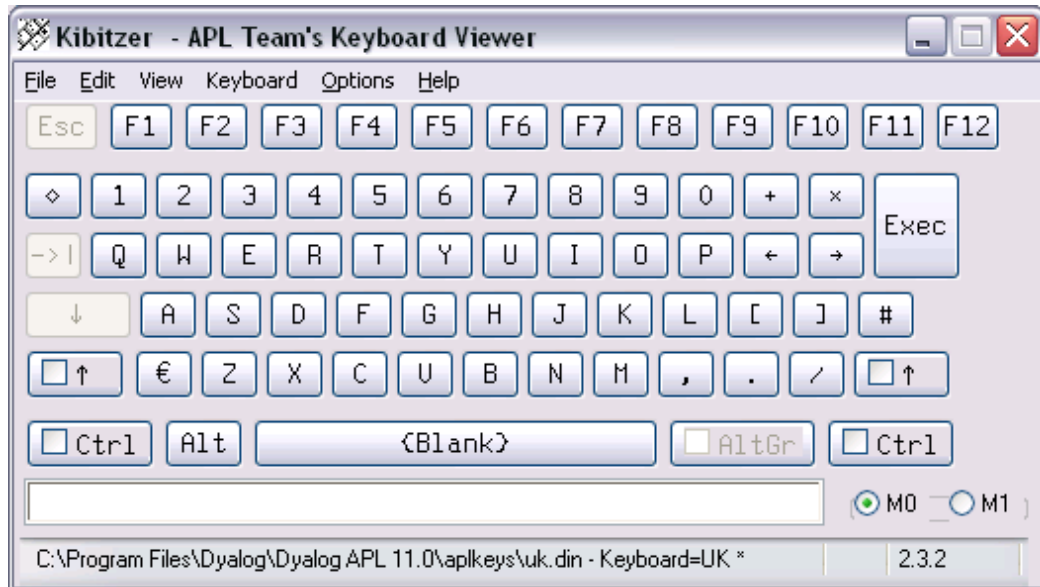 Kibitzer - APL Team's Keyboard Viewer
File Edit View Keyboard Options Help
Esc F1 F2 F3 F4 F5 F6 F7 F8 F9 F10 F11 F12
◇ 1 2 3 4 5 6 7 8 9 0 + × Exec
->| Q W E R T Y U I O P ← →
↓ A S D F G H J K L [ ] #
↑ € Z X C V B N M , . / ↑
Ctrl Alt {Blank} AltGr Ctrl
M0 M1
C:\Program Files\Dyalog\Dyalog APL 11.0\aplkeys\uk.din - Keyboard=UK * 2.3.2